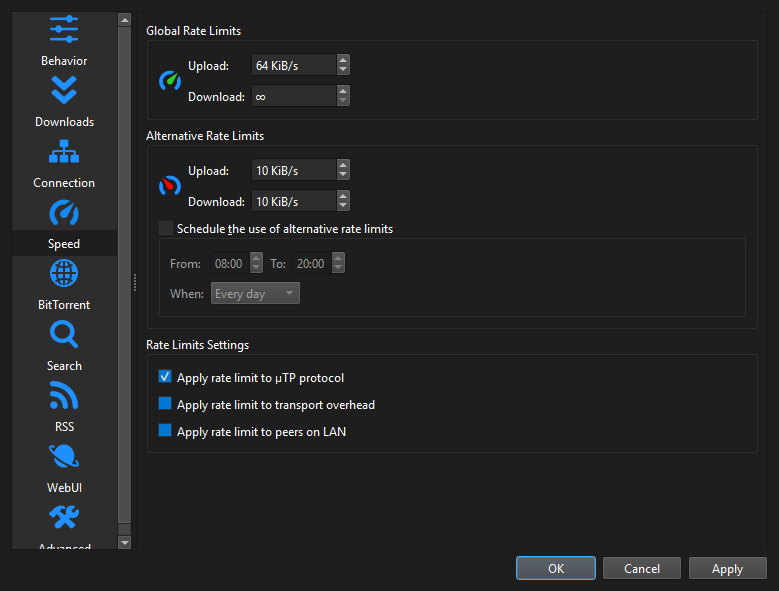 Behavior
Downloads
Connection
Speed
BitTorrent
Search
RSS
WebUI
Advanced
Global Rate Limits
Upload: 64 KiB/s
Download: ∞
Alternative Rate Limits
Upload: 10 KiB/s
Download: 10 KiB/s
Schedule the use of alternative rate limits
From: 08:00 To: 20:00
When: Every day
Rate Limits Settings
Apply rate limit to µTP protocol
Apply rate limit to transport overhead
Apply rate limit to peers on LAN
OK Cancel Apply